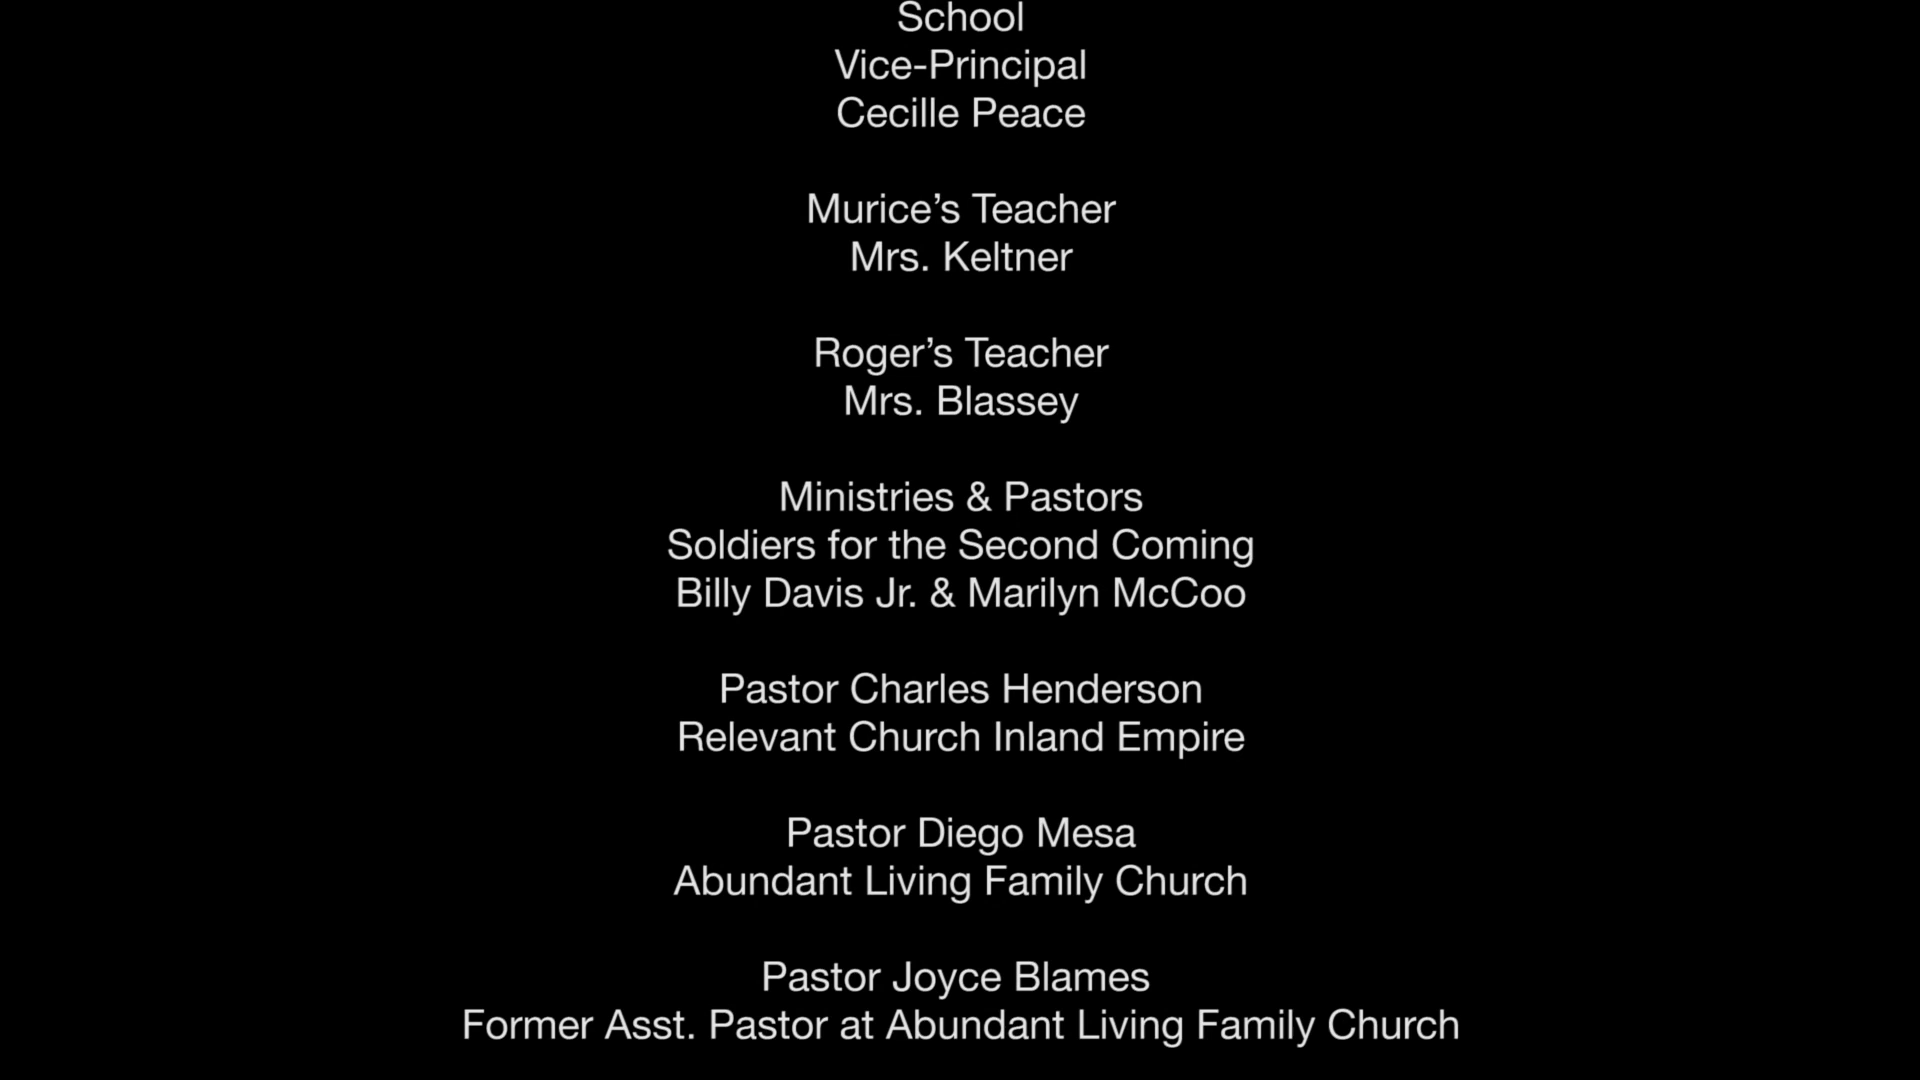 School
Vice-Principal
Cecille Peace
Murice’s Teacher
Mrs. Keltner
Roger’s Teacher
Mrs. Blassey
Ministries & Pastors
Soldiers for the Second Coming
Billy Davis Jr. & Marilyn McCoo
Pastor Charles Henderson
Relevant Church Inland Empire
Pastor Diego Mesa
Abundant Living Family Church
Pastor Joyce Blames
Former Asst. Pastor at Abundant Living Family Church